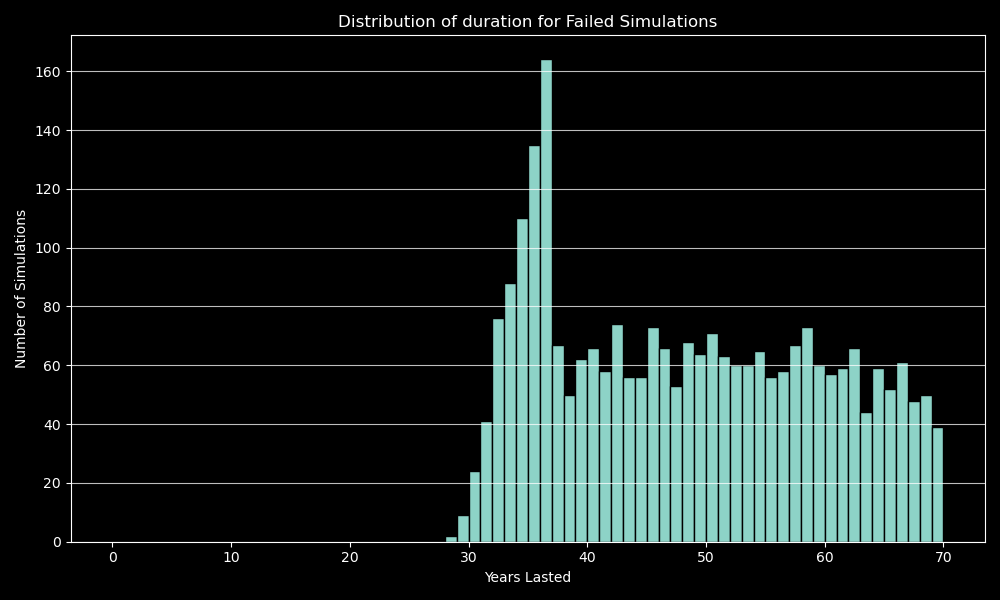 Distribution of duration for Failed Simulations
160
140
120
100
80
60
40
20
0
Number of Simulations
0 10 20 30 40 50 60 70
Years Lasted